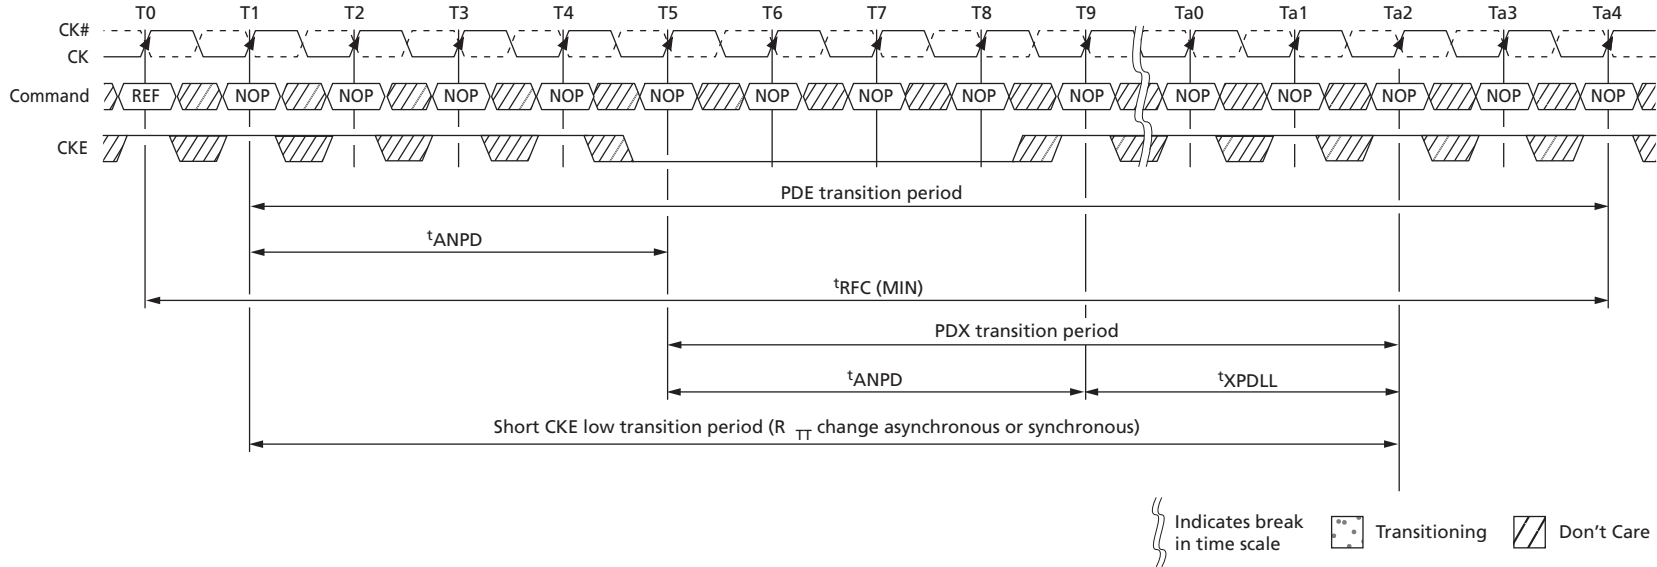 T0 T1 T2 T3 T4 T5 T6 T7 T8 T9 Ta0 Ta1 Ta2 Ta3 Ta4
CK#
CK
Command REF NOP NOP NOP NOP NOP NOP NOP NOP NOP NOP NOP NOP NOP NOP
CKE
PDE transition period
tANPD
tRFC (MIN)
PDX transition period
tANPD tXPDLL
Short CKE low transition period (R TT change asynchronous or synchronous)
Indicates break
in time scale
Transitioning
Don't Care